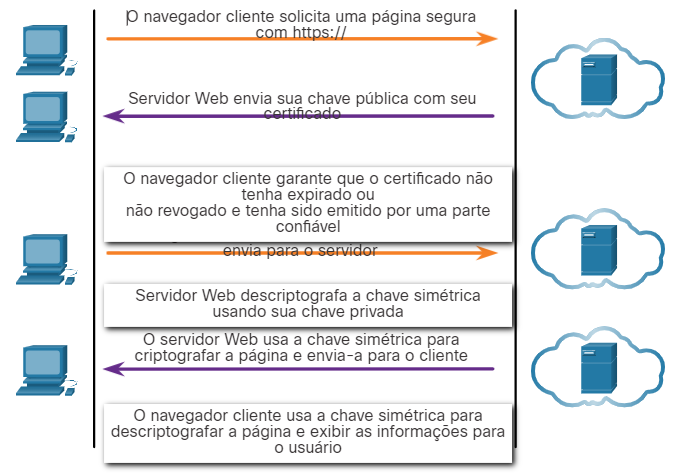 O navegador cliente solicita uma página segura
com https://
Servidor Web envia sua chave pública com seu
certificado
O navegador cliente garante que o certificado não
tenha expirado ou
não revogado e tenha sido emitido por uma parte
confiável
envia para o servidor
Servidor Web descriptografa a chave simétrica
usando sua chave privada
O servidor Web usa a chave simétrica para
criptografar a página e envia-a para o cliente
O navegador cliente usa a chave simétrica para
descriptografar a página e exibir as informações para
o usuário